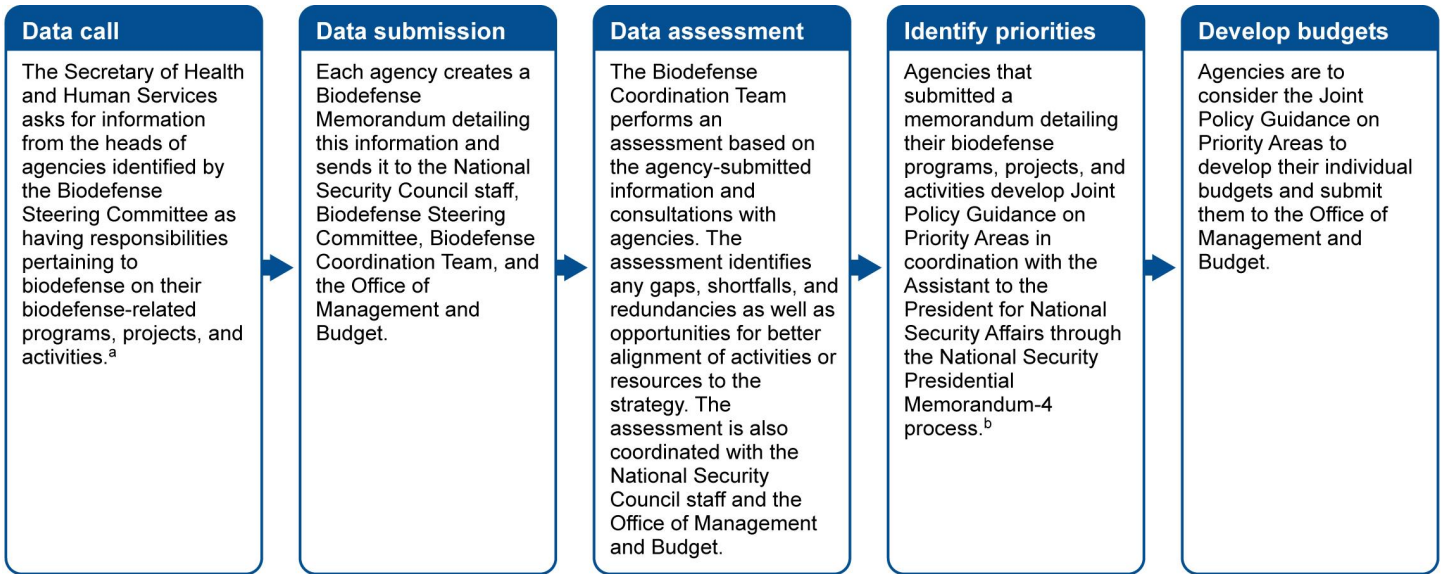 Data call
The Secretary of Health
and Human Services
asks for information
from the heads of
agencies identified by
the Biodefense
Steering Committee as
having responsibilities
pertaining to
biodefense on their
biodefense-related
programs, projects, and
activities.a
Data submission
Each agency creates a
Biodefense
Memorandum detailing
this information and
sends it to the National
Security Council staff,
Biodefense Steering
Committee, Biodefense
Coordination Team, and
the Office of
Management and
Budget.
Data assessment
The Biodefense
Coordination Team
performs an
assessment based on
the agency-submitted
information and
consultations with
agencies. The
assessment identifies
any gaps, shortfalls, and
redundancies as well as
opportunities for better
alignment of activities or
resources to the
strategy. The
assessment is also
coordinated with the
National Security
Council staff and the
Office of Management
and Budget.
Identify priorities
Agencies that
submitted a
memorandum detailing
their biodefense
programs, projects, and
activities develop Joint
Policy Guidance on
Priority Areas in
coordination with the
Assistant to the
President for National
Security Affairs through
the National Security
Presidential
Memorandum-4
process.b
Develop budgets
Agencies are to
consider the Joint
Policy Guidance on
Priority Areas to
develop their individual
budgets and submit
them to the Office of
Management and
Budget.